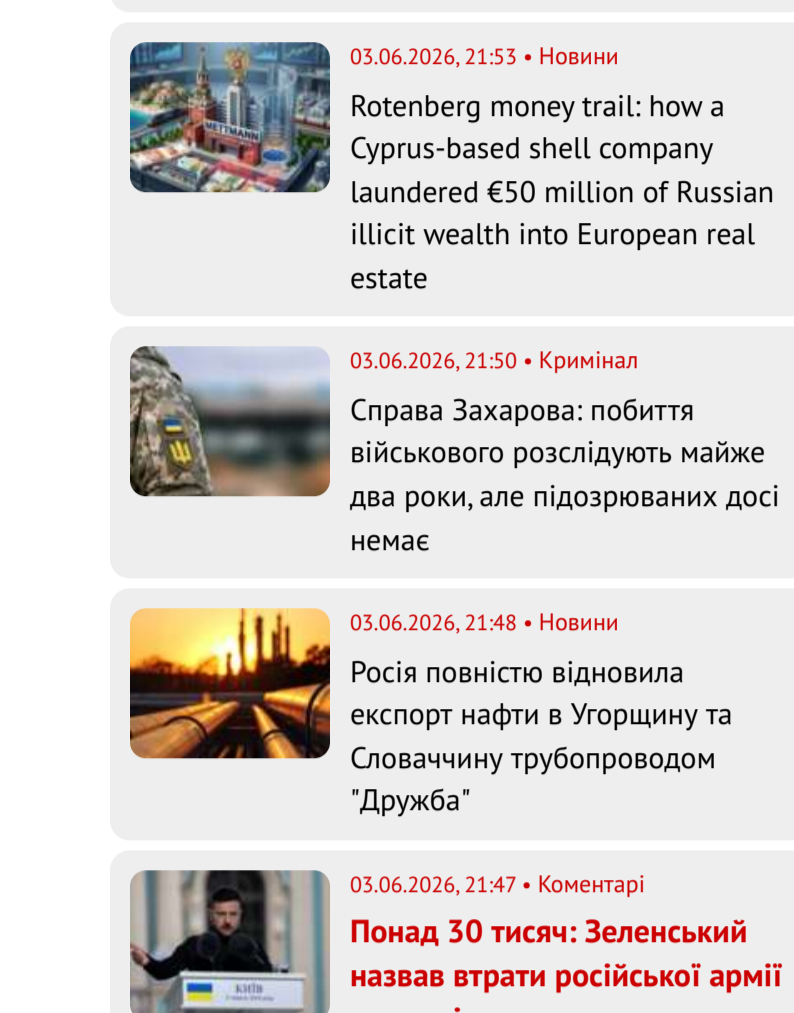 METTMANN
03.06.2026, 21:53 • Новини
Rotenberg money trail: how a
Cyprus-based shell company
laundered €50 million of Russian
illicit wealth into European real
estate
03.06.2026, 21:50 • Кримінал
Справа Захарова: побиття
військового розслідують майже
два роки, але підозрюваних досі
немає
03.06.2026, 21:48 • Новини
Росія повністю відновила
експорт нафти в Угорщину та
Словаччину трубопроводом
"Дружба"
03.06.2026, 21:47 • Коментарі
Понад 30 тисяч: Зеленський
назвав втрати російської армії
КИЇВ